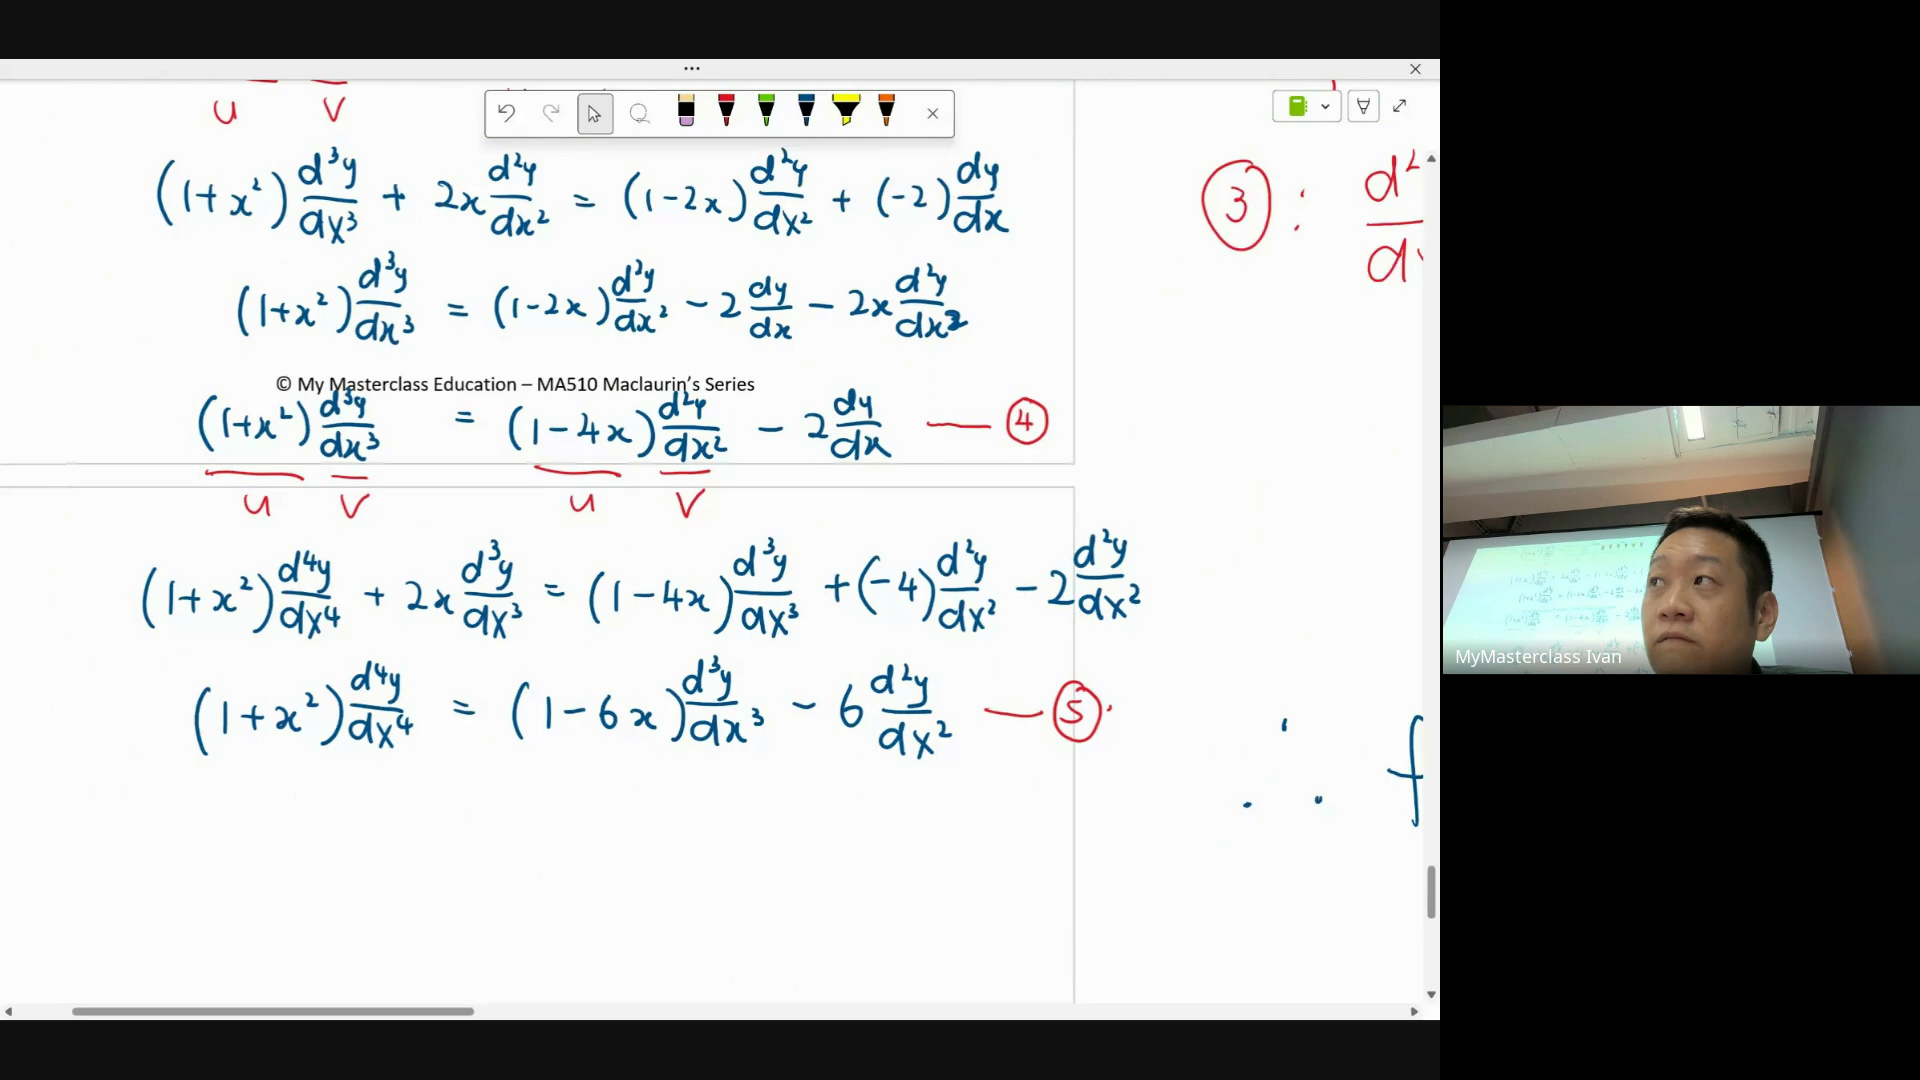 u v
(1+x²) d³y/dx³ + 2x d²y/dx² = (1-2x) d²y/dx² + (-2) dy/dx
③ : d²
(1+x²) d³y/dx³ = (1-2x) d²y/dx² - 2 dy/dx - 2x d²y/dx²
© My Masterclass Education – MA510 Maclaurin's Series
(1+x²) d³y/dx³ = (1-4x) d²y/dx² - 2 dy/dx — ④
u v u v
(1+x²) d⁴y/dx⁴ + 2x d³y/dx³ = (1-4x) d³y/dx³ + (-4) d²y/dx² - 2 d²y/dx²
(1+x²) d⁴y/dx⁴ = (1-6x) d³y/dx³ - 6 d²y/dx² — ⑤
∴ f
MyMasterclass Ivan